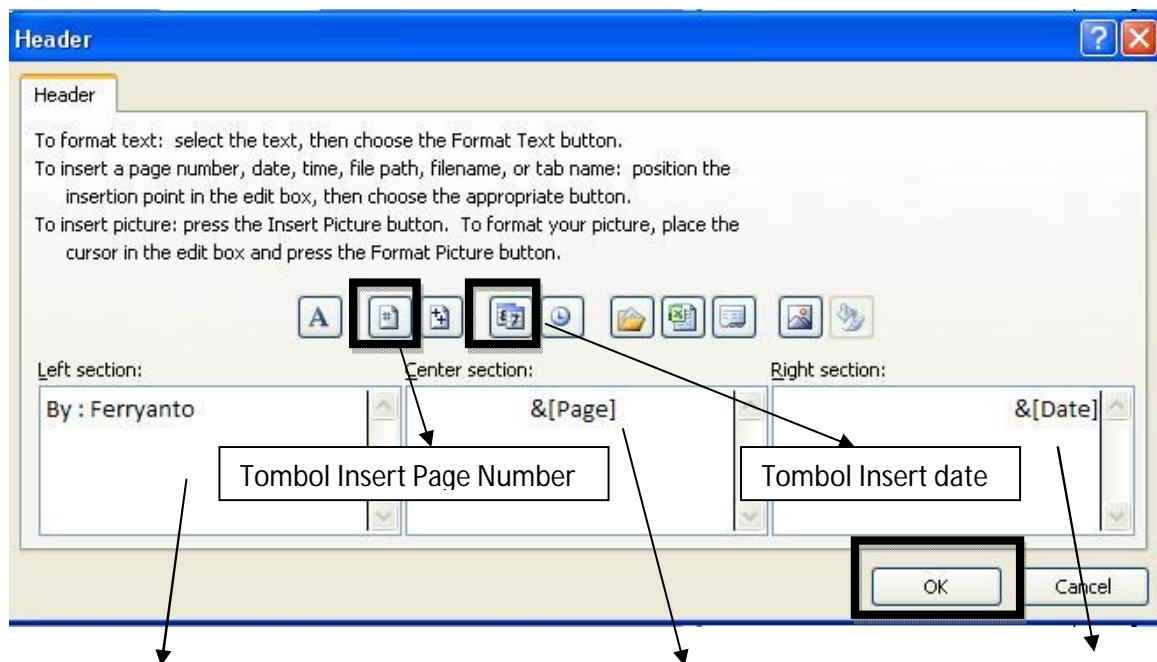 Header
Header
To format text: select the text, then choose the Format Text button.
To insert a page number, date, time, file path, filename, or tab name: position the
insertion point in the edit box, then choose the appropriate button.
To insert picture: press the Insert Picture button. To format your picture, place the
cursor in the edit box and press the Format Picture button.
A
Left section:
Center section:
Right section:
By : Ferryanto
&[Page]
&[Date]
Tombol Insert Page Number
Tombol Insert date
OK
Cancel